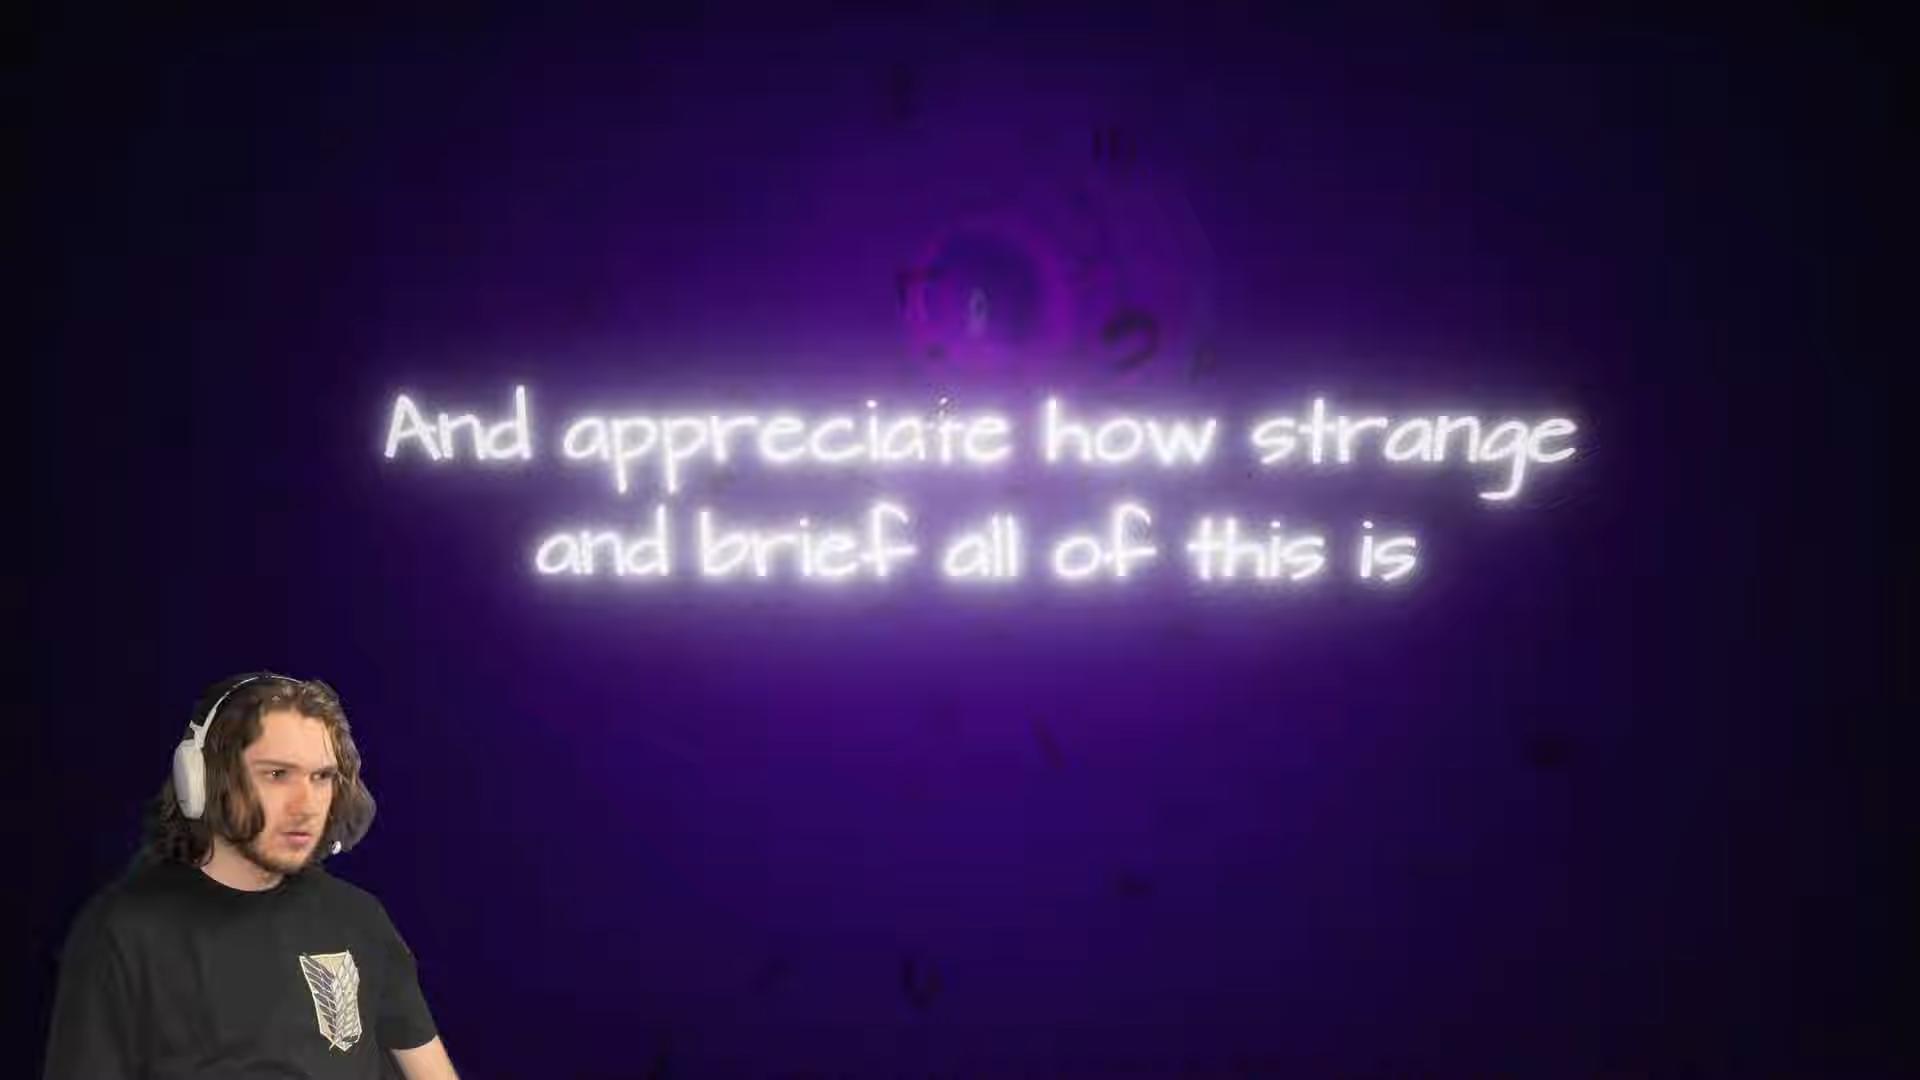 And appreciate how strange
and brief all of this is